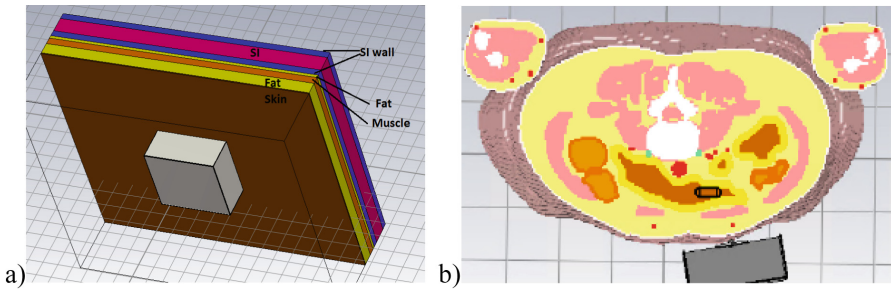 SI
SI wall
Fat
Skin
Fat
Muscle
a)
b)